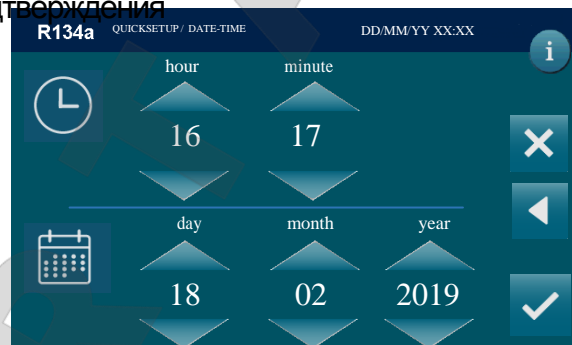 дтверждения
R134a QUICKSETUP / DATE-TIME DD/MM/YY XX:XX
i
hour minute
16 17
day month year
18 02 2019